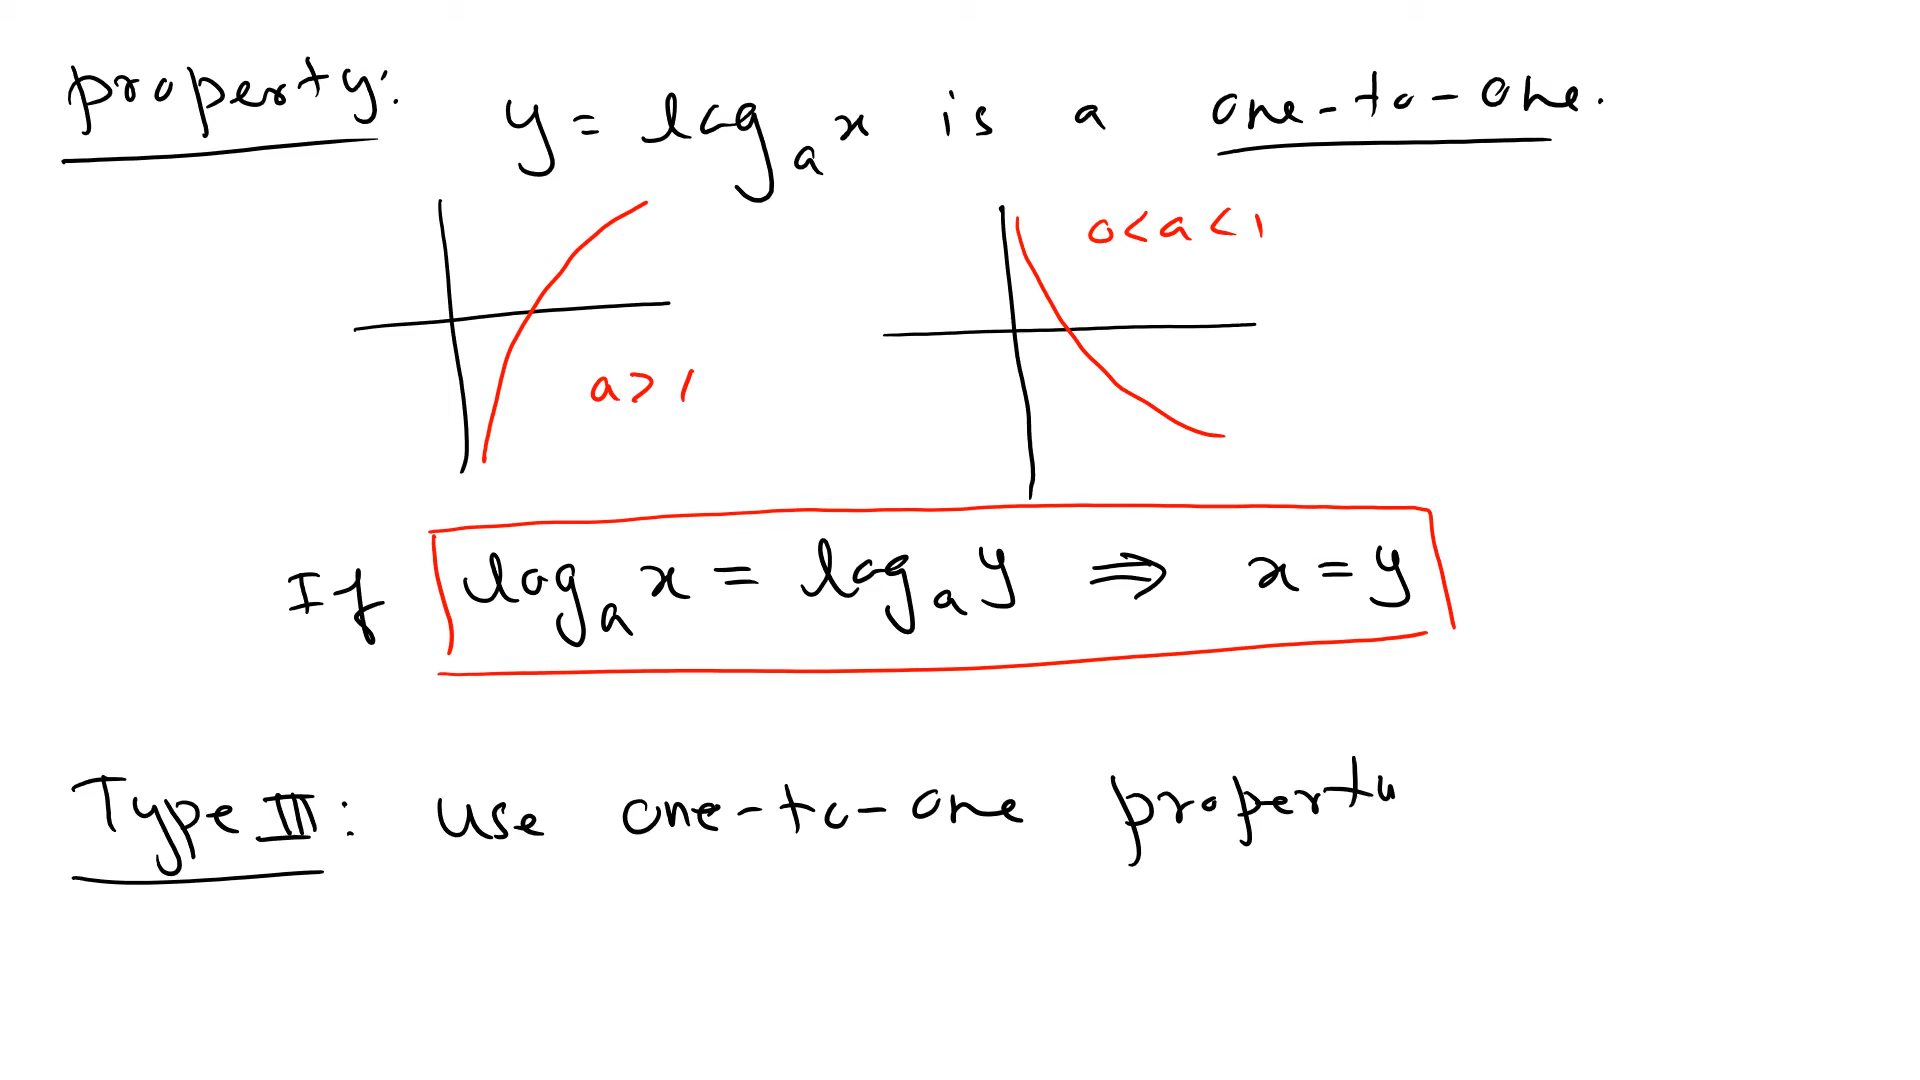 property:
y = log_a x is a one-to-one.
0<a<1
a>1
If log_a x = log_a y ⇒ x = y
Type III: use one-to-one property